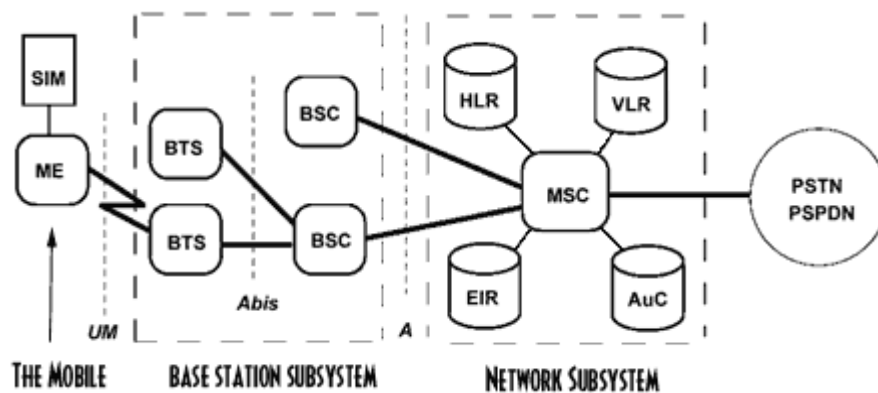 SIM
ME
BTS
BTS
BSC
BSC
HLR
VLR
MSC
EIR
AuC
PSTN
PSPDN
UM
Abis
A
THE MOBILE
BASE STATION SUBSYSTEM
NETWORK SUBSYSTEM